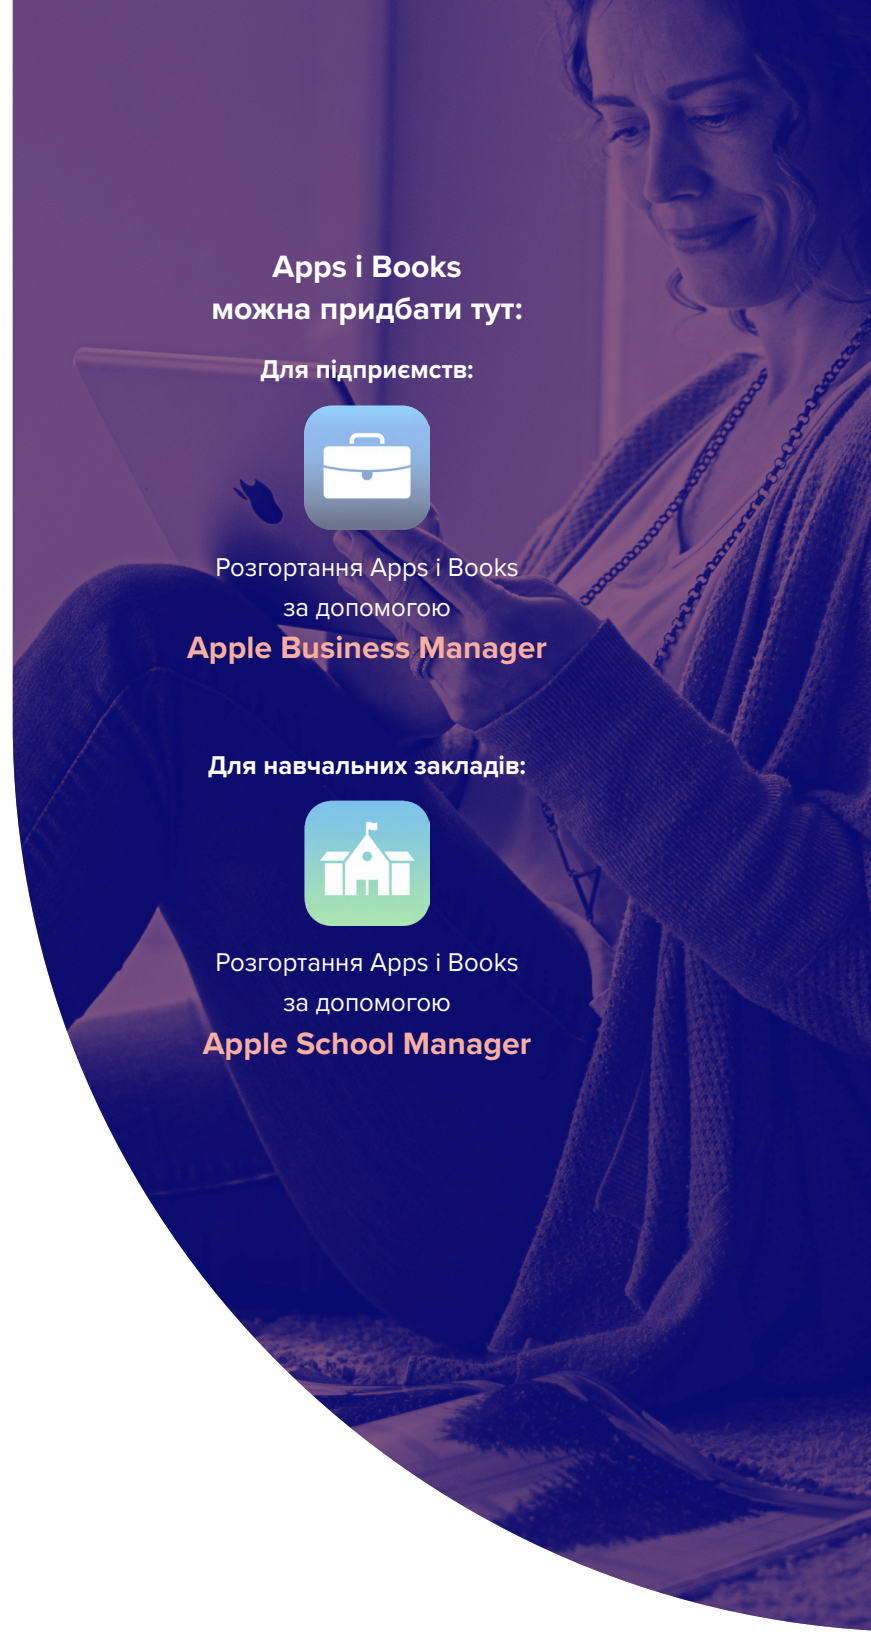 Apps і Books
можна придбати тут:
Для підприємств:
Розгортання Apps і Books
за допомогою
Apple Business Manager
Для навчальних закладів:
Розгортання Apps і Books
за допомогою
Apple School Manager